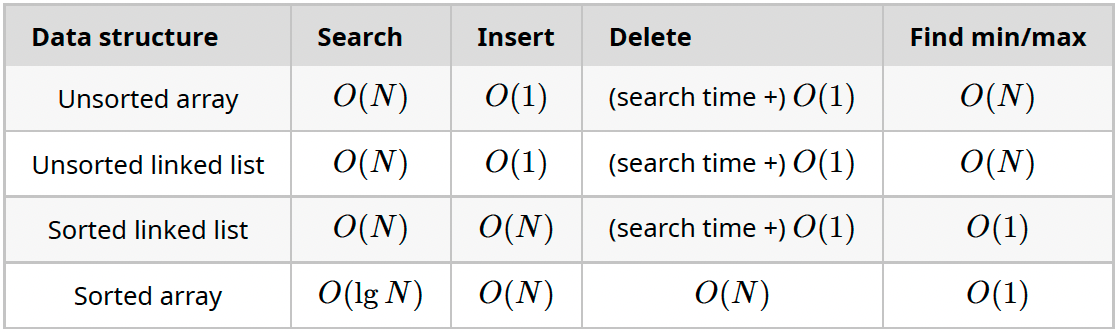 Data structure Search Insert Delete Find min/max
Unsorted array O(N) O(1) (search time +) O(1) O(N)
Unsorted linked list O(N) O(1) (search time +) O(1) O(N)
Sorted linked list O(N) O(N) (search time +) O(1) O(1)
Sorted array O(lg N) O(N) O(N) O(1)